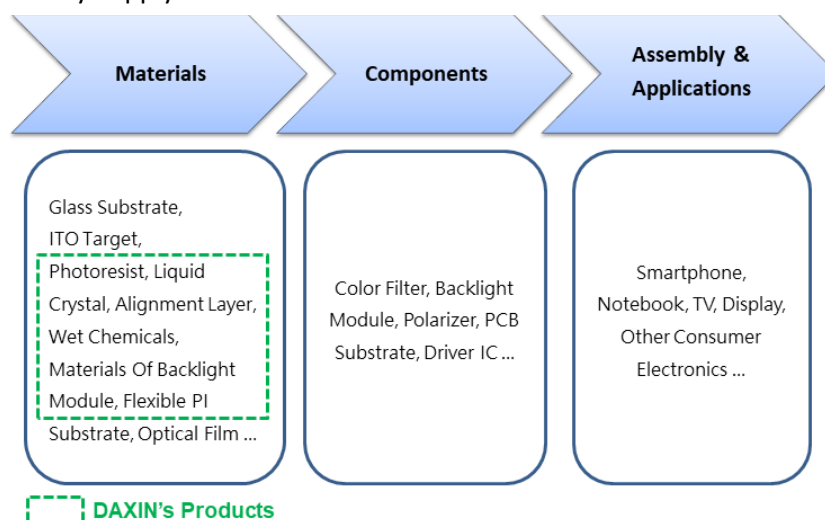 Materials
Components
Assembly &
Applications
Glass Substrate,
ITO Target,
Photoresist, Liquid
Crystal, Alignment Layer,
Wet Chemicals,
Materials Of Backlight
Module, Flexible PI
Substrate, Optical Film ...
Color Filter, Backlight
Module, Polarizer, PCB
Substrate, Driver IC ...
Smartphone,
Notebook, TV, Display,
Other Consumer
Electronics ...
DAXIN's Products